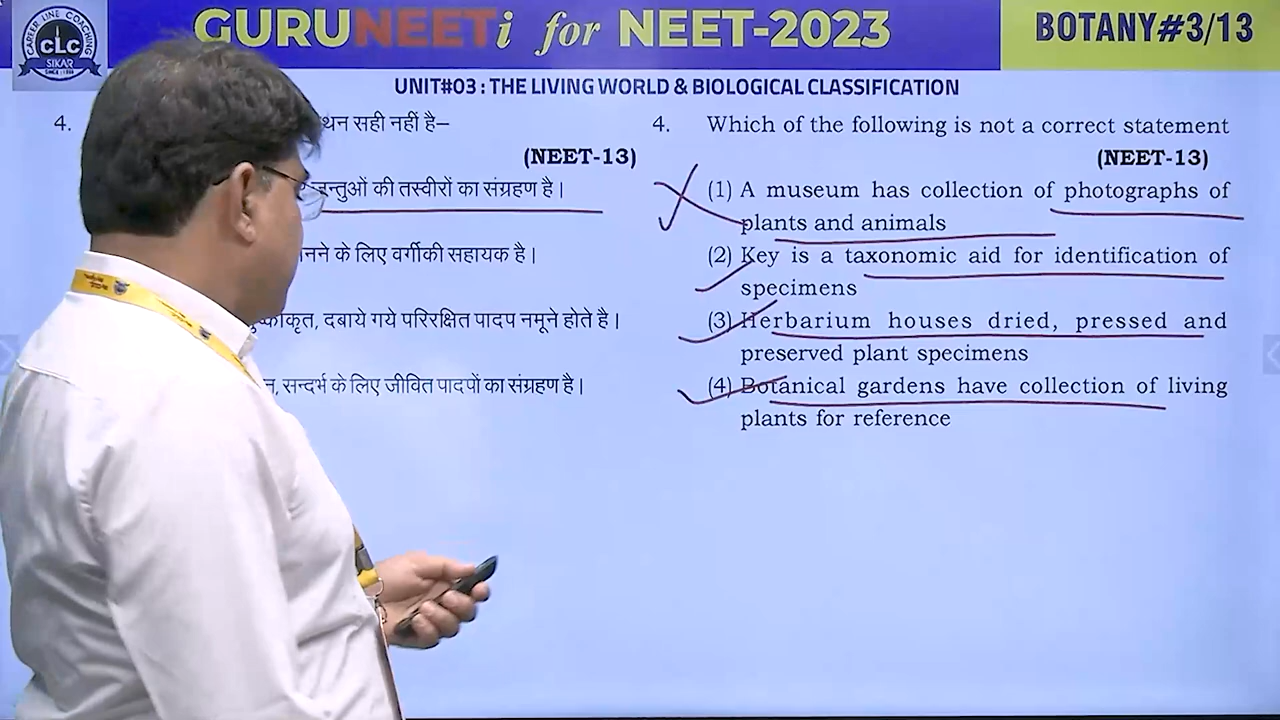 GURUNEETi for NEET-2023
BOTANY#3/13
CAREER LINE COACHING
CLC
SIKAR
SINCE : 1996
UNIT#03 : THE LIVING WORLD & BIOLOGICAL CLASSIFICATION
4.
सही नहीं है–
(NEET-13)
जन्तुओं की तस्वीरों का संग्रहण है।
के लिए वर्गीकी सहायक है।
दबाये गये परिरक्षित पादप नमूने होते है।
सन्दर्भ के लिए जीवित पादपों का संग्रहण है।
4. Which of the following is not a correct statement
(NEET-13)
(1) A museum has collection of photographs of
plants and animals
(2) Key is a taxonomic aid for identification of
specimens
(3) Herbarium houses dried, pressed and
preserved plant specimens
(4) Botanical gardens have collection of living
plants for reference